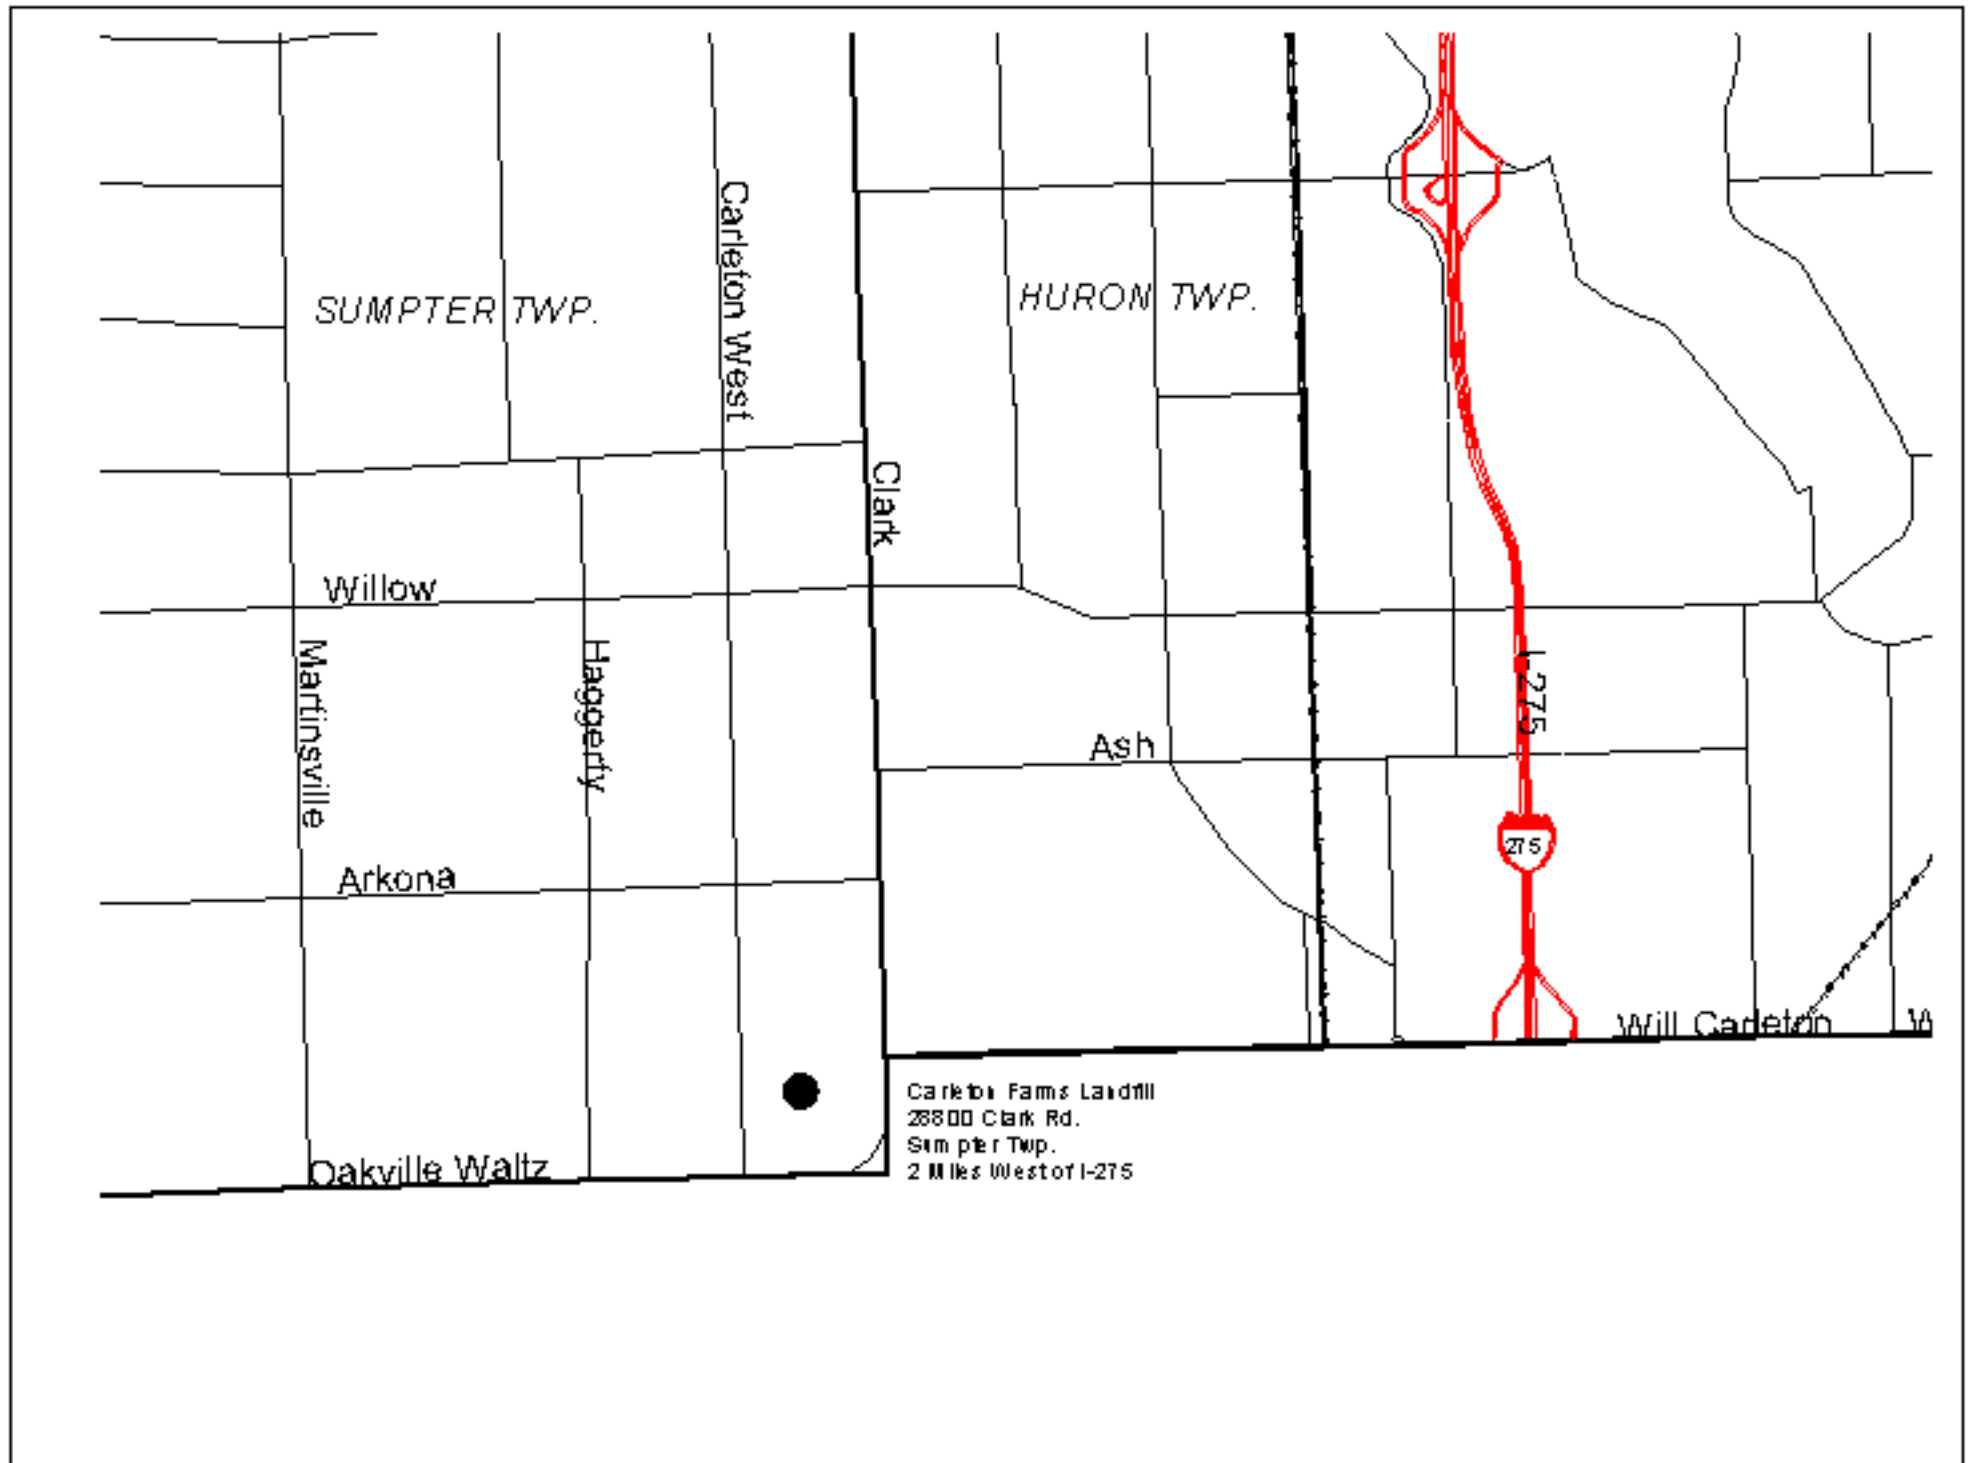 Carleton West
SUMPTER TWP.
HURON TWP.
Clark
Willow
Martinsville
Haggerty
I-275
Ash
275
Arkona
Will Carleton
W
Carleton Farms Landfill
28800 Clark Rd.
Sumpter Twp.
2 Miles West of I-275
Oakville Waltz